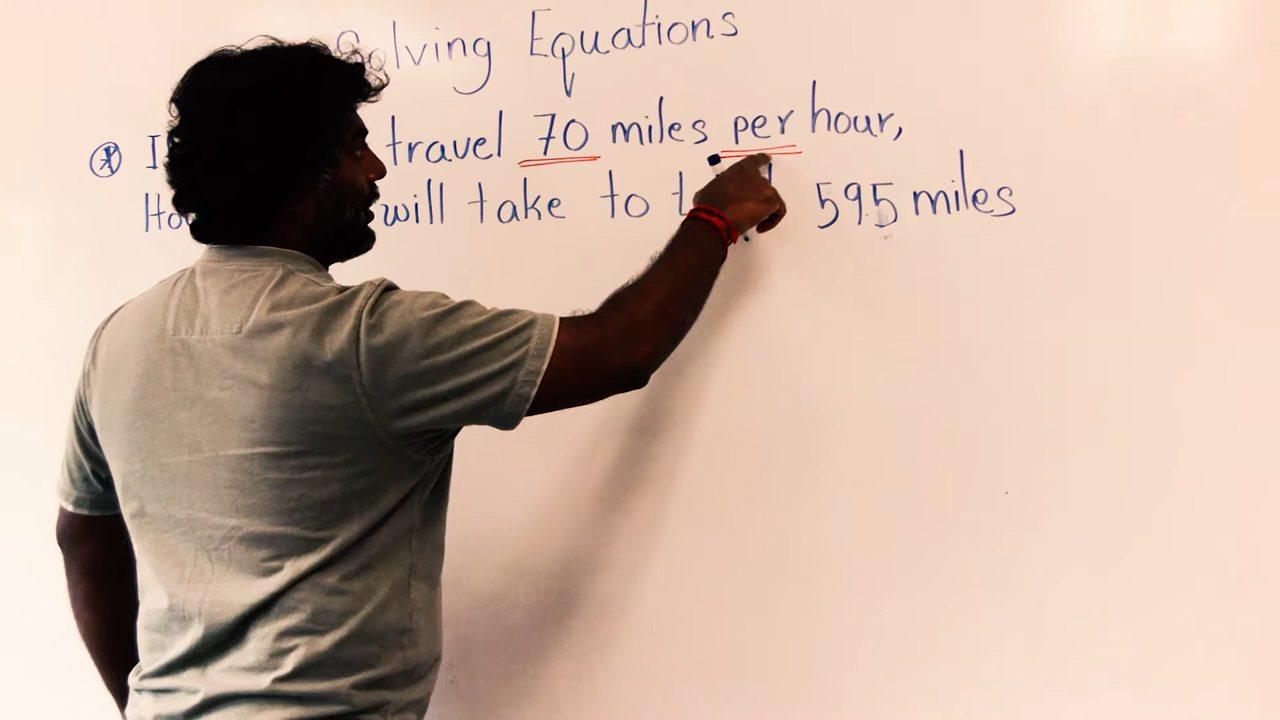 Solving Equations
travel 70 miles per hour,
will take to 595 miles